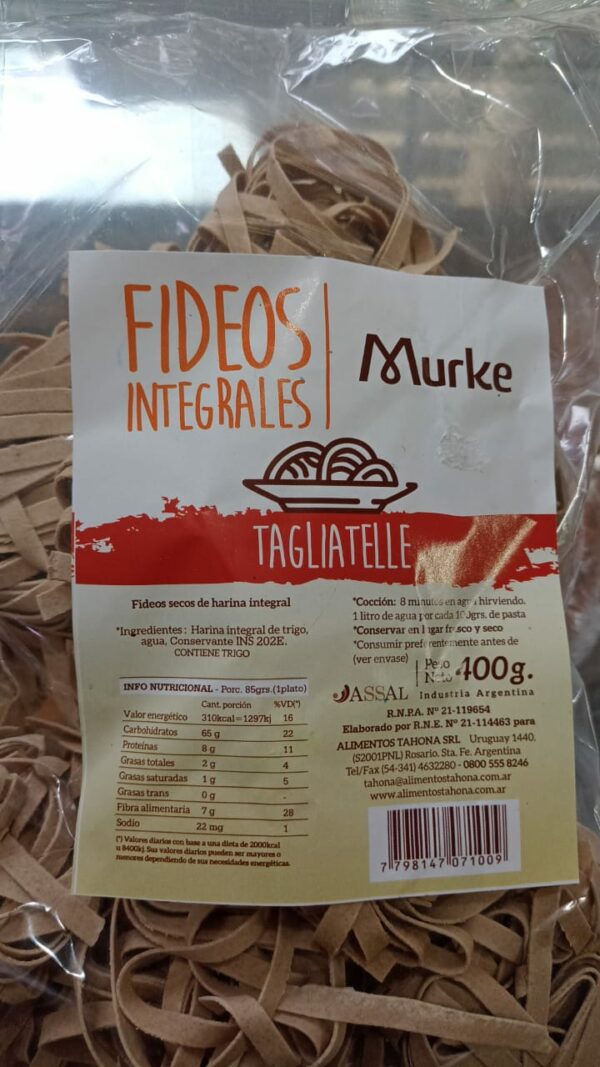 FIDEOS
INTEGRALES
Murke
TAGLIATELLE
Fideos secos de harina integral
*Ingredientes: Harina integral de trigo,
agua, Conservante INS 202E.
CONTIENE TRIGO
INFO NUTRICIONAL - Porc. 85grs.(1plato)
Cant. porción %VD(*)
Valor energético 310kcal=1297kj 16
Carbohidratos 65 g 22
Proteínas 8 g 11
Grasas totales 2 g 4
Grasas saturadas 1 g 5
Grasas trans 0 g -
Fibra alimentaria 7 g 28
Sodio 22 mg 1
(*) Valores diarios con base a una dieta de 2000kcal
u 8400kj. Sus valores diarios pueden ser mayores o
menores dependiendo de sus necesidades energéticas.
*Cocción: 8 minutos en agua hirviendo.
1 litro de agua por cada 100grs. de pasta
*Conservar en lugar fresco y seco
*Consumir preferentemente antes de
(ver envase)
Peso
Neto 400g.
JASSAL Industria Argentina
R.N.P.A. Nº 21-119654
Elaborado por R.N.E. Nº 21-114463 para
ALIMENTOS TAHONA SRL Uruguay 1440.
(S2001PNL) Rosario. Sta. Fe. Argentina
Tel/Fax (54-341) 4632280 - 0800 555 8246
tahona@alimentostahona.com.ar
www.alimentostahona.com.ar
7 798147 071009